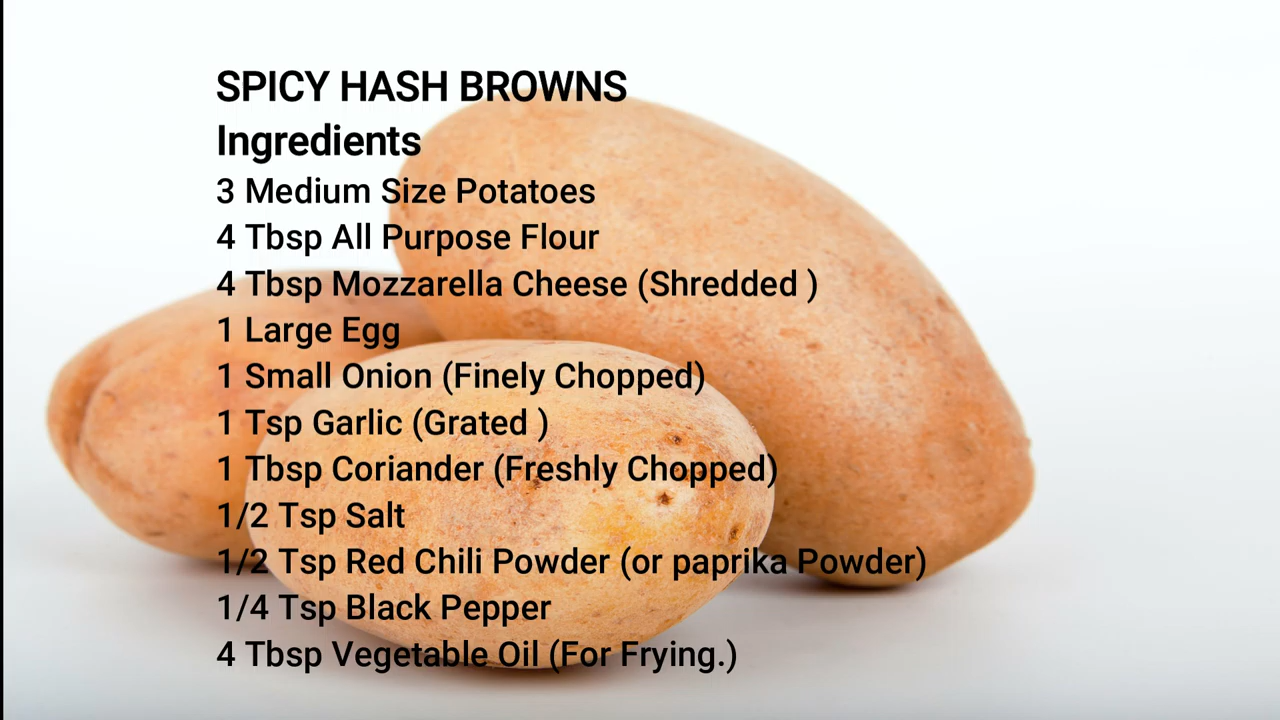 SPICY HASH BROWNS
Ingredients
3 Medium Size Potatoes
4 Tbsp All Purpose Flour
4 Tbsp Mozzarella Cheese (Shredded )
1 Large Egg
1 Small Onion (Finely Chopped)
1 Tsp Garlic (Grated )
1 Tbsp Coriander (Freshly Chopped)
1/2 Tsp Salt
1/2 Tsp Red Chili Powder (or paprika Powder)
1/4 Tsp Black Pepper
4 Tbsp Vegetable Oil (For Frying.)